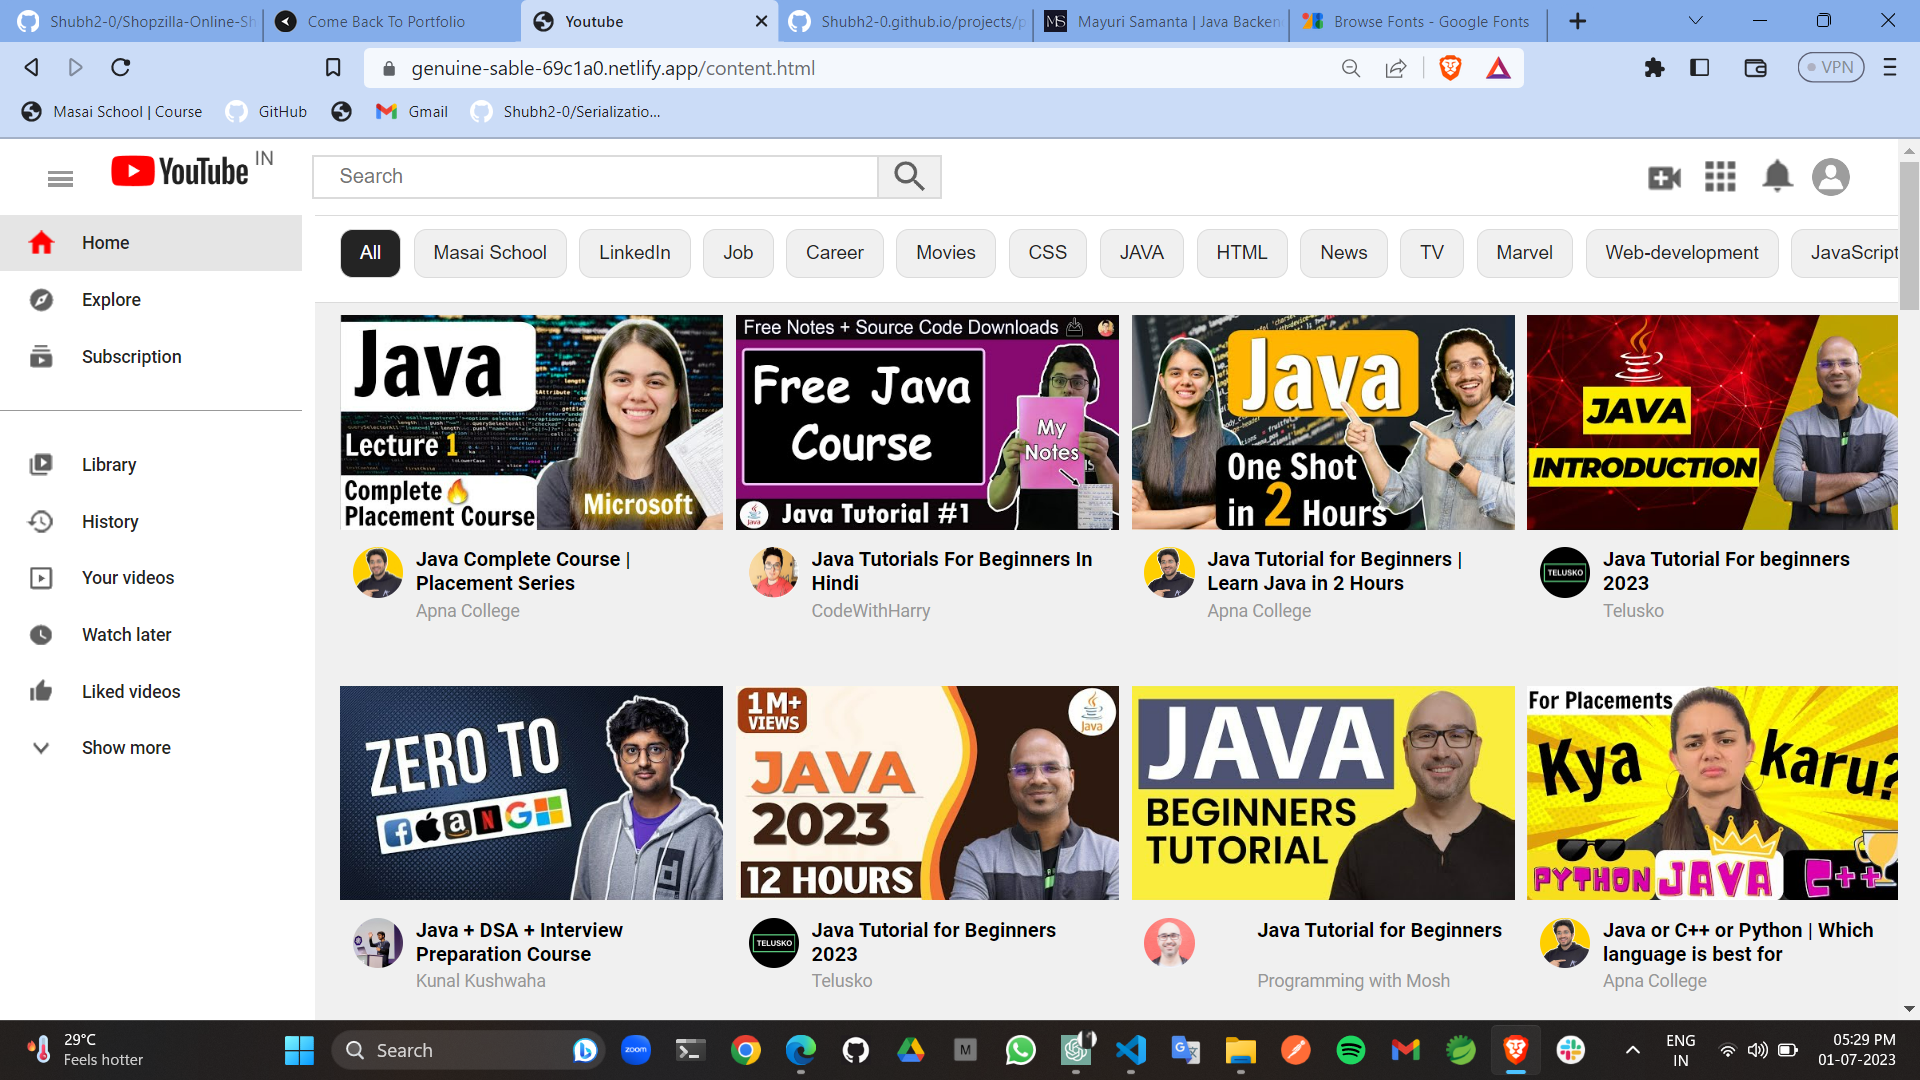 Shubh2-0/Shopzilla-Online-Sh
Come Back To Portfolio
Youtube
Shubh2-0.github.io/projects/p
MS
Mayuri Samanta | Java Backen
Browse Fonts - Google Fonts
genuine-sable-69c1a0.netlify.app/content.html
VPN
Masai School | Course
GitHub
Gmail
Shubh2-0/Serializatio...
YouTube IN
Search
Home
Explore
Subscription
Library
History
Your videos
Watch later
Liked videos
Show more
All
Masai School
LinkedIn
Job
Career
Movies
CSS
JAVA
HTML
News
TV
Marvel
Web-development
JavaScript
Java
Lecture 1
Complete
Placement Course
Microsoft
Java Complete Course |
Placement Series
Apna College
Free Notes + Source Code Downloads
Free Java
Course
My
Notes
Java
Java Tutorial #1
Java Tutorials For Beginners In
Hindi
CodeWithHarry
Java
One Shot
in 2 Hours
Java Tutorial for Beginners |
Learn Java in 2 Hours
Apna College
JAVA
INTRODUCTION
TELUSKO
Java Tutorial For beginners
2023
Telusko
ZERO TO
Java + DSA + Interview
Preparation Course
Kunal Kushwaha
1M+
VIEWS
Java
JAVA
2023
12 HOURS
TELUSKO
Java Tutorial for Beginners
2023
Telusko
JAVA
BEGINNERS
TUTORIAL
Java Tutorial for Beginners
Programming with Mosh
For Placements
Kya karu?
PYTHON JAVA C++
Java or C++ or Python | Which
language is best for
Apna College
29°C
Feels hotter
Search
zoom
M
ENG
IN
05:29 PM
01-07-2023